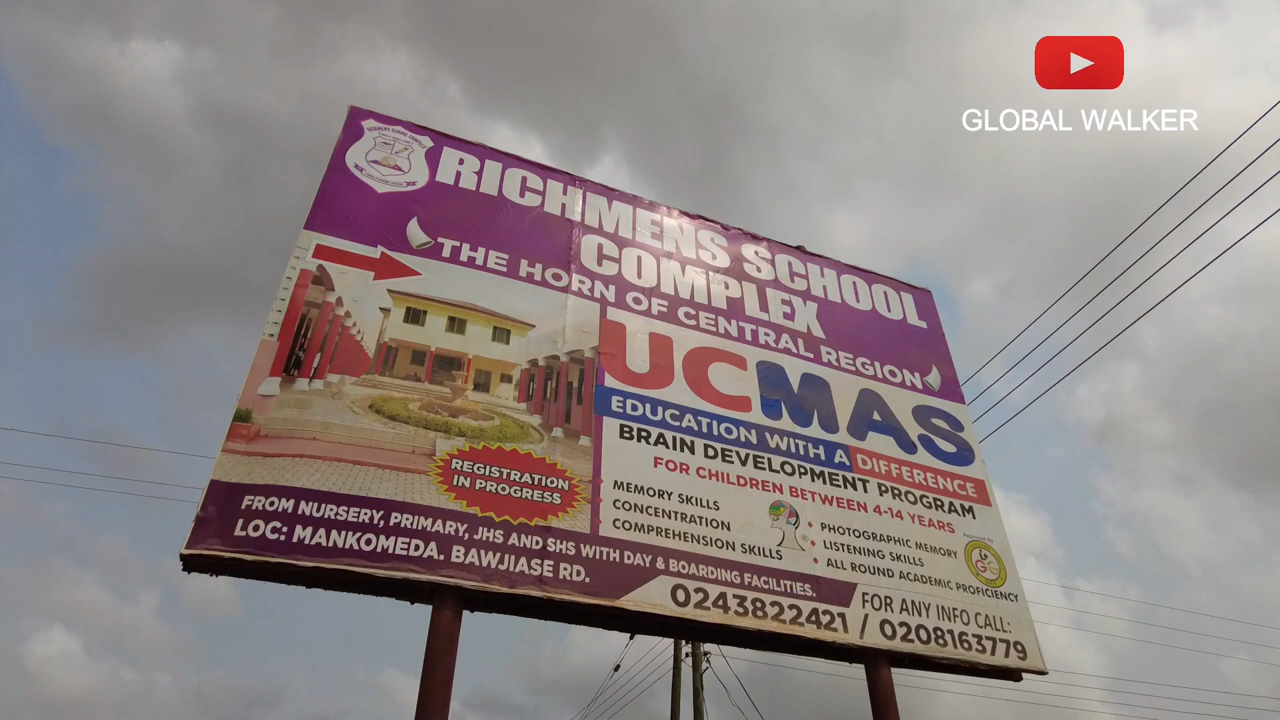 GLOBAL WALKER
RICHMENS SCHOOL
COMPLEX
THE HORN OF CENTRAL REGION
UCMAS
EDUCATION WITH A DIFFERENCE
BRAIN DEVELOPMENT PROGRAM
FOR CHILDREN BETWEEN 4-14 YEARS
MEMORY SKILLS
CONCENTRATION
COMPREHENSION SKILLS
PHOTOGRAPHIC MEMORY
LISTENING SKILLS
ALL ROUND ACADEMIC PROFICIENCY
REGISTRATION
IN PROGRESS
FROM NURSERY, PRIMARY, JHS AND SHS WITH DAY & BOARDING FACILITIES.
LOC: MANKOMEDA. BAWJIASE RD.
FOR ANY INFO CALL:
0243822421 / 0208163779